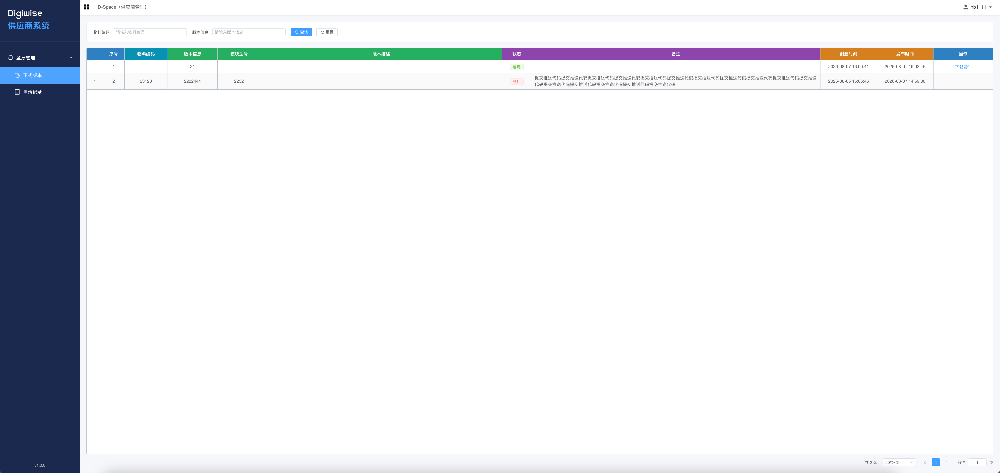 Digiwise
供应商系统
蓝牙管理
正式版本
申请记录
v1.0.0
D-Space（供应商管理）
nb1111
物料编码 请输入物料编码 版本信息 请输入版本信息 查询 重置
序号 物料编码 版本信息 模块型号 版本描述 状态 备注 创建时间 发布时间 操作
1 21 启用 - 2026-08-07 16:00:41 2026-08-07 19:02:45 下载固件
2 23123 2222444 2232 禁用 提交推送代码提交推送代码提交推送代码提交推送代码提交推送代码提交推送代码提交推送代码提交推送代码提交推送代码提交推送代码提交推送
代码提交推送代码提交推送代码提交推送代码提交推送代码提交推送代码 2026-08-06 15:06:46 2026-08-07 14:59:00
共 2 条 50条/页 1 前往 1 页